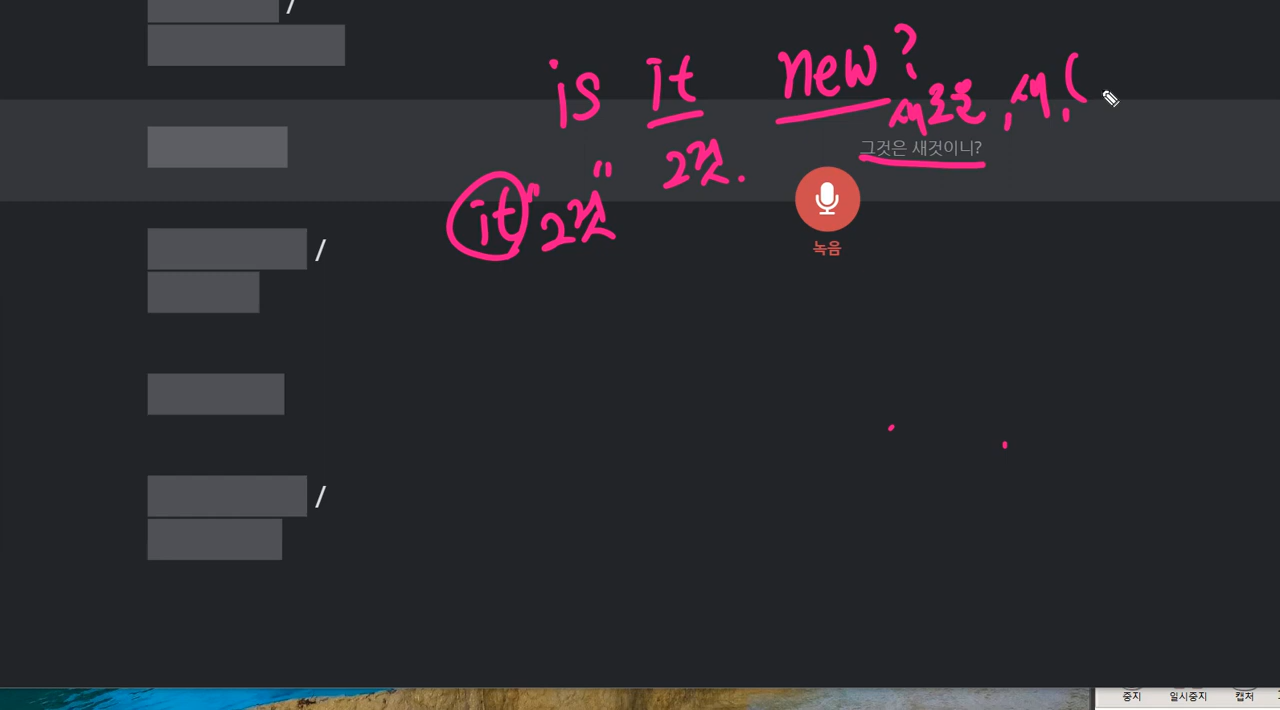 /
is it new?
새로운, 새, (
그것은 새것이니?
그것.
it "그것"
녹음
/
/
중지 일시중지 캡처